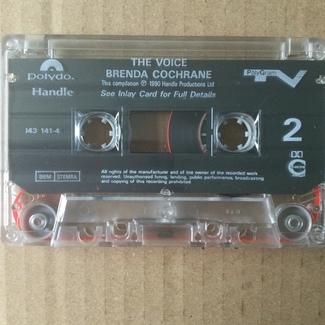 THE VOICE
BRENDA COCHRANE
This compilation ℗ 1990 Handle Productions Ltd
See Inlay Card for Full Details
polydor
Handle
PolyGram TV
843 141-4
2
BIEM STEMRA
All rights of the manufacturer and of the owner of the recorded work
reserved. Unauthorised hiring, lending, public performance, broadcasting
and copying of this recording prohibited